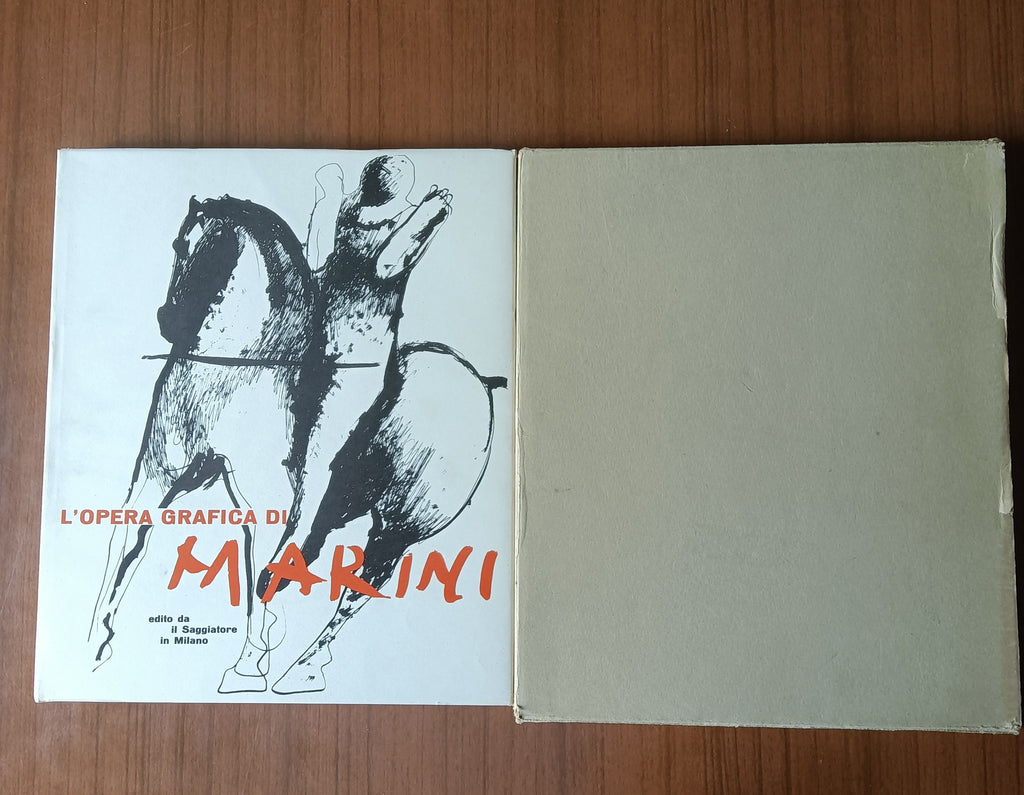 L'OPERA GRAFICA DI
MARINI
edito da
il Saggiatore
in Milano